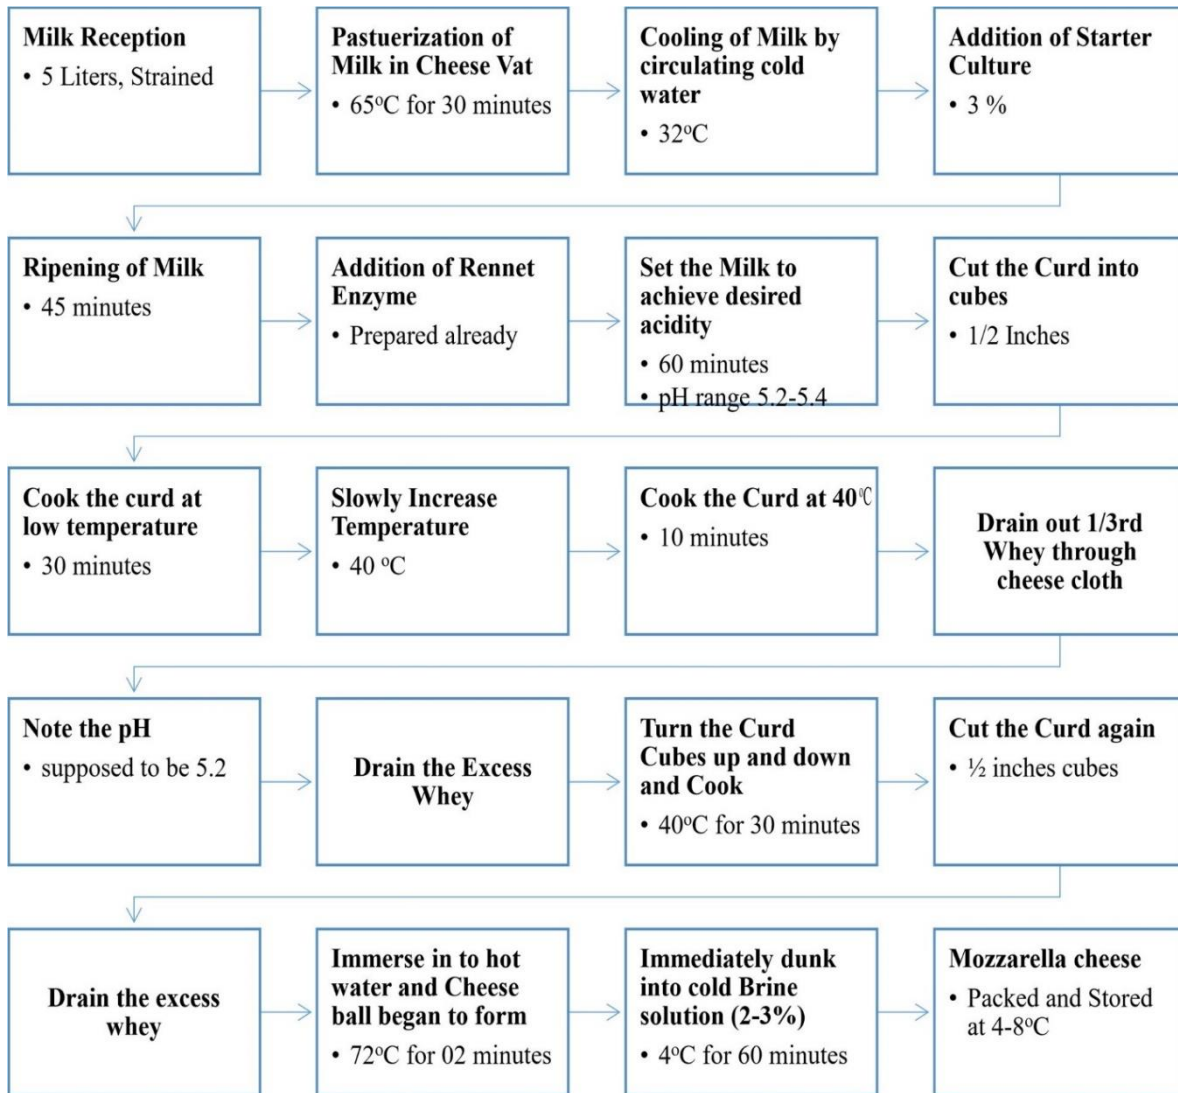 Milk Reception
• 5 Liters, Strained
Pastuerization of
Milk in Cheese Vat
• 65°C for 30 minutes
Cooling of Milk by
circulating cold
water
• 32°C
Addition of Starter
Culture
• 3 %
Ripening of Milk
• 45 minutes
Addition of Rennet
Enzyme
• Prepared already
Set the Milk to
achieve desired
acidity
• 60 minutes
• pH range 5.2-5.4
Cut the Curd into
cubes
• 1/2 Inches
Cook the curd at
low temperature
• 30 minutes
Slowly Increase
Temperature
• 40 °C
Cook the Curd at 40℃
• 10 minutes
Drain out 1/3rd
Whey through
cheese cloth
Note the pH
• supposed to be 5.2
Drain the Excess
Whey
Turn the Curd
Cubes up and down
and Cook
• 40°C for 30 minutes
Cut the Curd again
• ½ inches cubes
Drain the excess
whey
Immerse in to hot
water and Cheese
ball began to form
• 72°C for 02 minutes
Immediately dunk
into cold Brine
solution (2-3%)
• 4°C for 60 minutes
Mozzarella cheese
• Packed and Stored
at 4-8°C